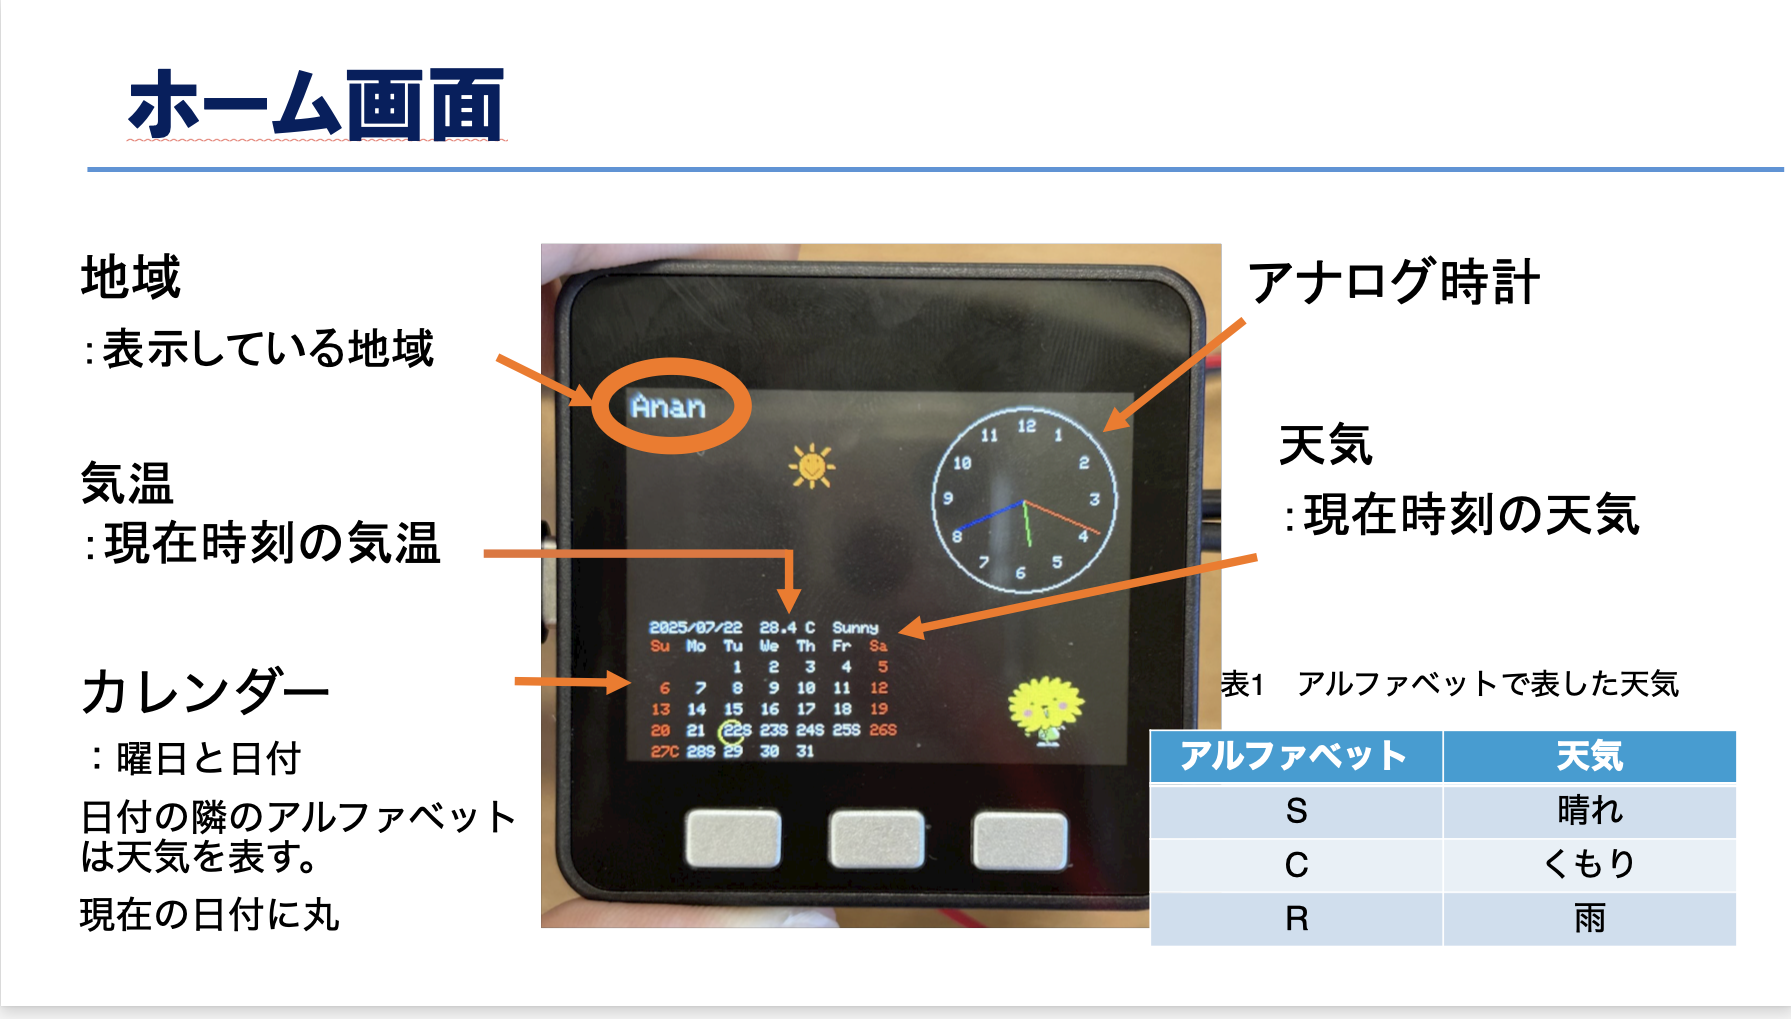 ホーム画面
地域
：表示している地域
気温
：現在時刻の気温
カレンダー
：曜日と日付
日付の隣のアルファベット
は天気を表す。
現在の日付に丸
Anan
12
11 1
10 2
9 3
8 4
7 5
6
2025/07/22 28.4 C Sunny
Su Mo Tu We Th Fr Sa
1 2 3 4 5
6 7 8 9 10 11 12
13 14 15 16 17 18 19
20 21 22S 23S 24S 25S 26S
27C 28S 29 30 31
アナログ時計
天気
：現在時刻の天気
表1　アルファベットで表した天気
アルファベット 天気
S 晴れ
C くもり
R 雨